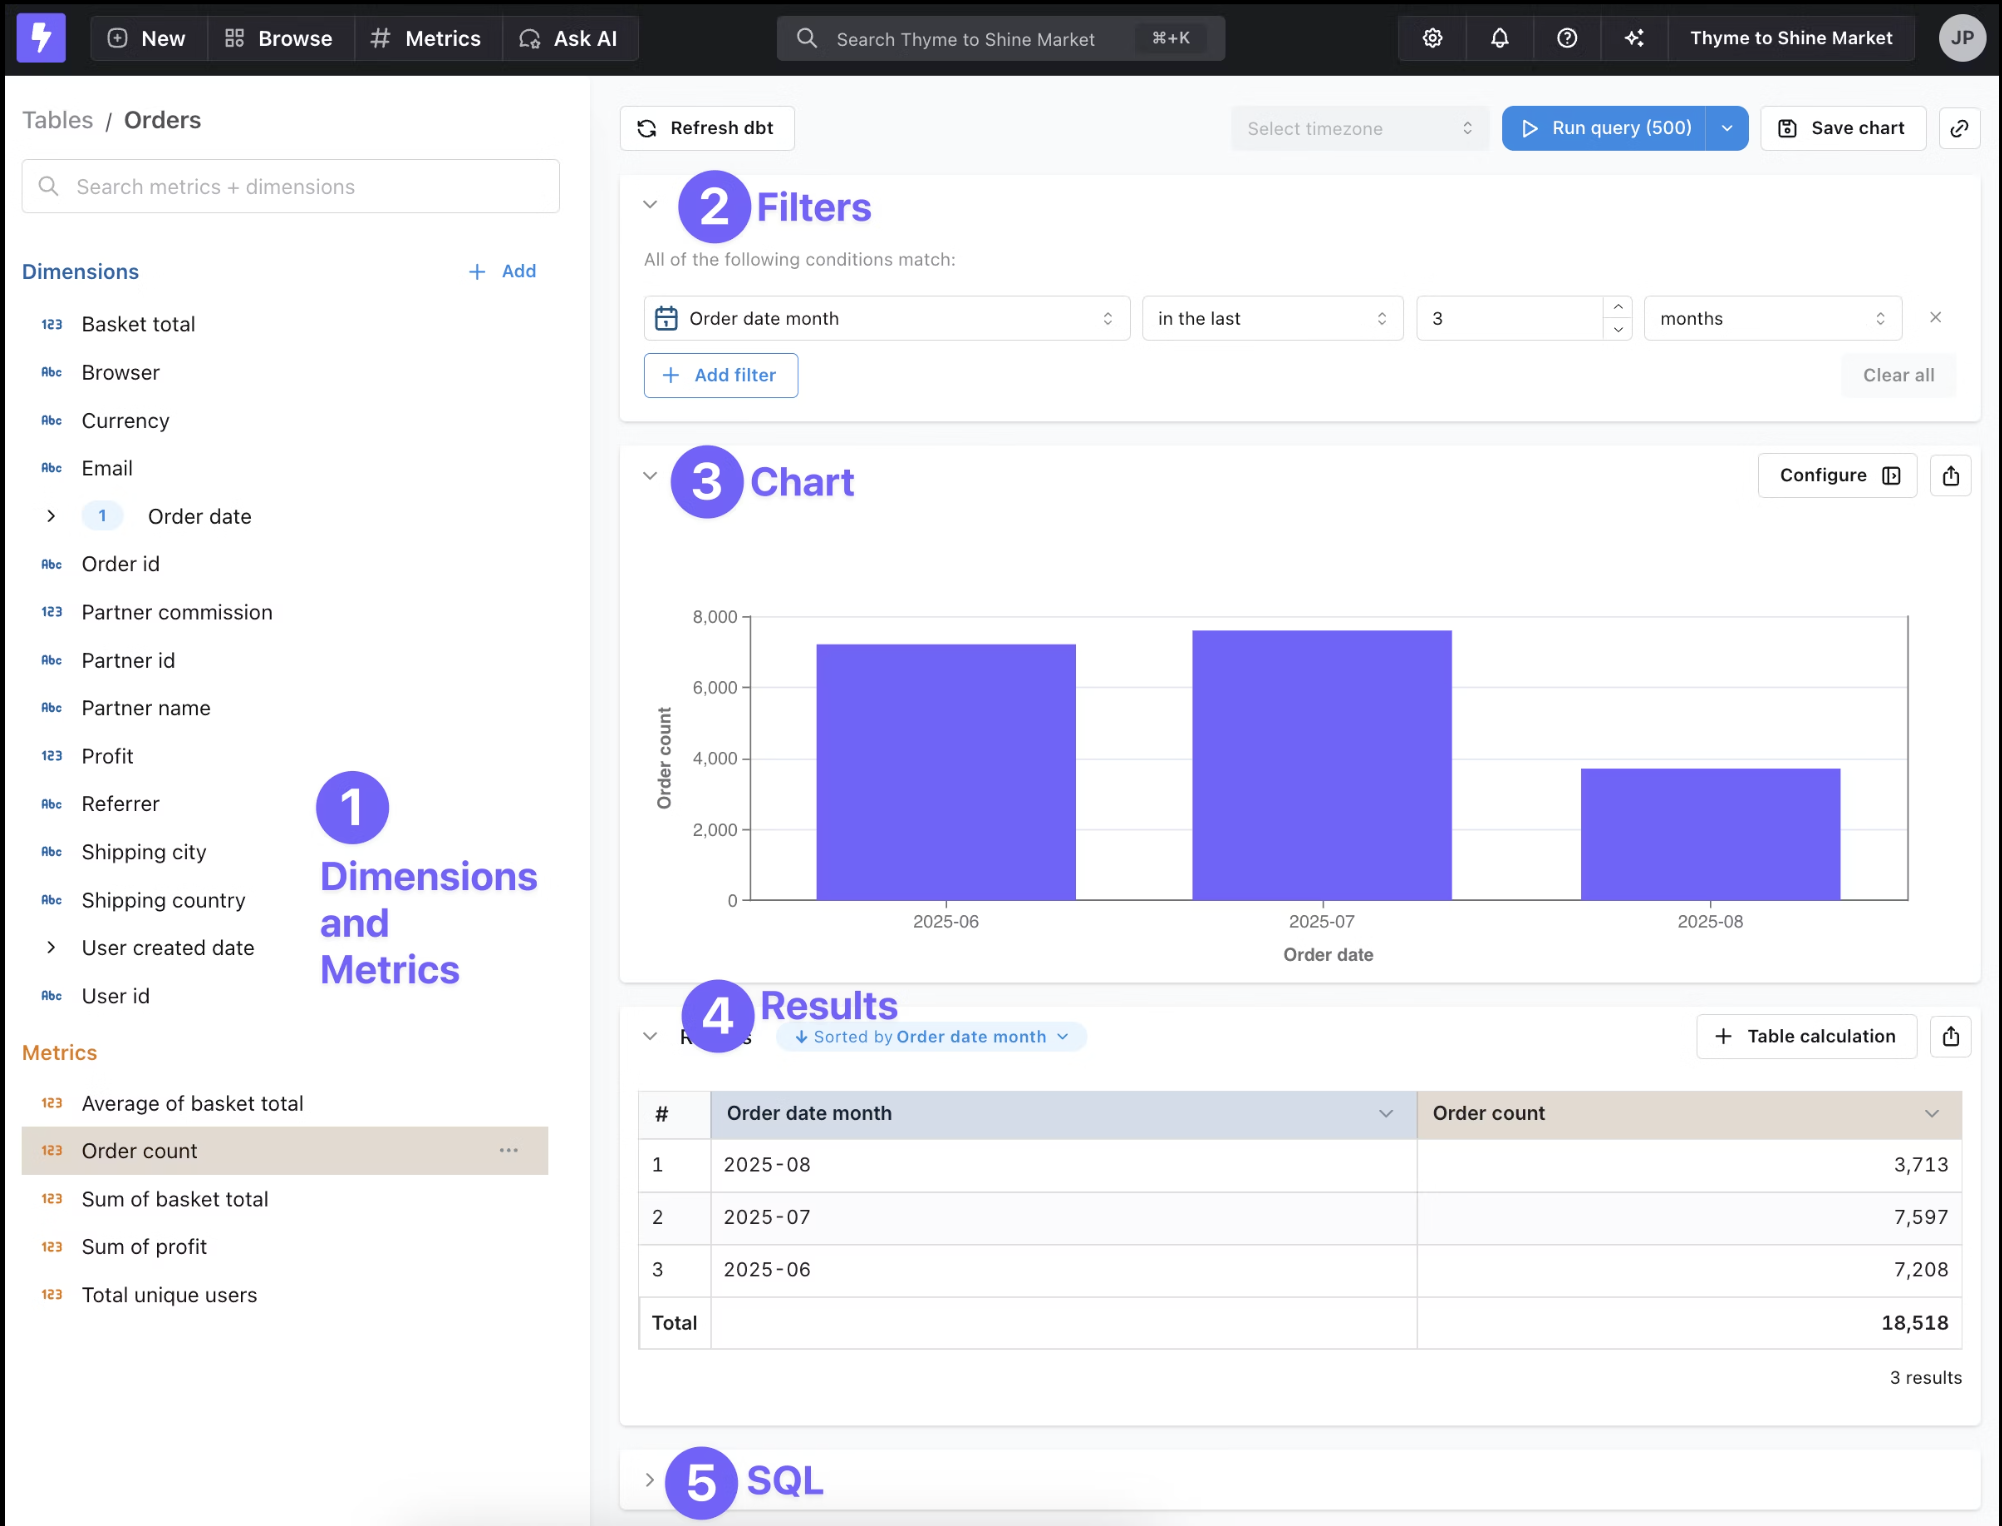 New
Browse
Metrics
Ask AI
Search Thyme to Shine Market
⌘+K
Thyme to Shine Market
JP
Tables / Orders
Search metrics + dimensions
Dimensions
+ Add
123 Basket total
Abc Browser
Abc Currency
Abc Email
1 Order date
Abc Order id
123 Partner commission
Abc Partner id
Abc Partner name
123 Profit
Abc Referrer
Abc Shipping city
Abc Shipping country
User created date
Abc User id
1
Dimensions
and
Metrics
Metrics
123 Average of basket total
123 Order count
123 Sum of basket total
123 Sum of profit
123 Total unique users
Refresh dbt
Select timezone
Run query (500)
Save chart
2 Filters
All of the following conditions match:
Order date month
in the last
3
months
+ Add filter
Clear all
3 Chart
Configure
8,000
6,000
4,000
2,000
0
Order count
2025-06
2025-07
2025-08
Order date
4 Results
Sorted by Order date month
+ Table calculation
# Order date month Order count
1 2025-08 3,713
2 2025-07 7,597
3 2025-06 7,208
Total 18,518
3 results
5 SQL